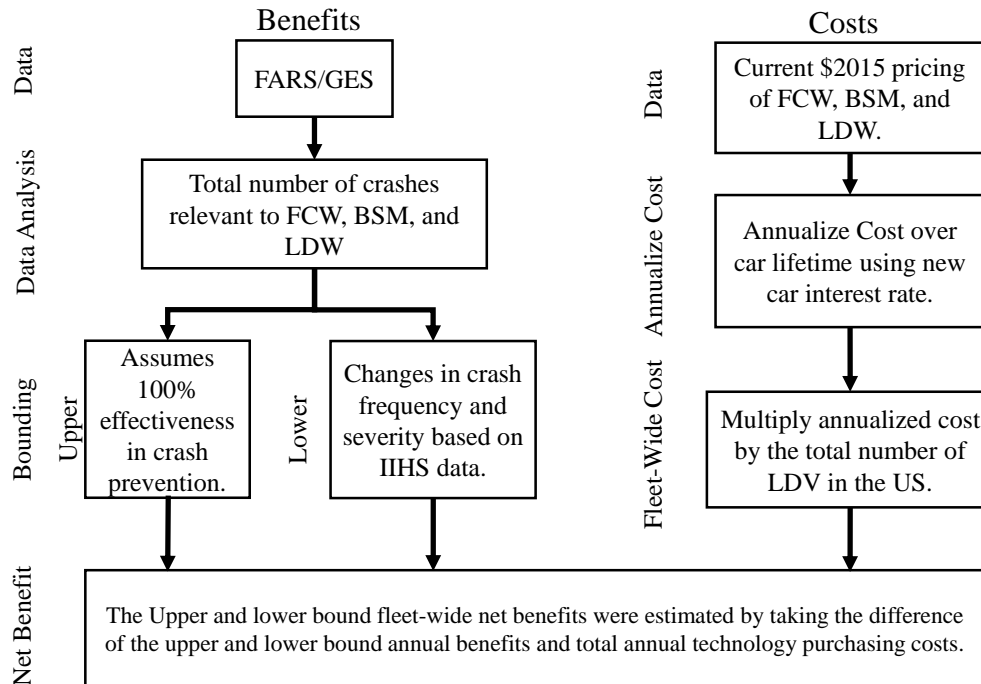 Benefits
Data
FARS/GES
Data Analysis
Total number of crashes
relevant to FCW, BSM, and
LDW
Bounding
Upper
Assumes
100%
effectiveness
in crash
prevention.
Lower
Changes in crash
frequency and
severity based on
IIHS data.
Costs
Data
Current $2015 pricing
of FCW, BSM, and
LDW.
Annualize Cost
Annualize Cost over
car lifetime using new
car interest rate.
Fleet-Wide Cost
Multiply annualized cost
by the total number of
LDV in the US.
Net Benefit
The Upper and lower bound fleet-wide net benefits were estimated by taking the difference
of the upper and lower bound annual benefits and total annual technology purchasing costs.